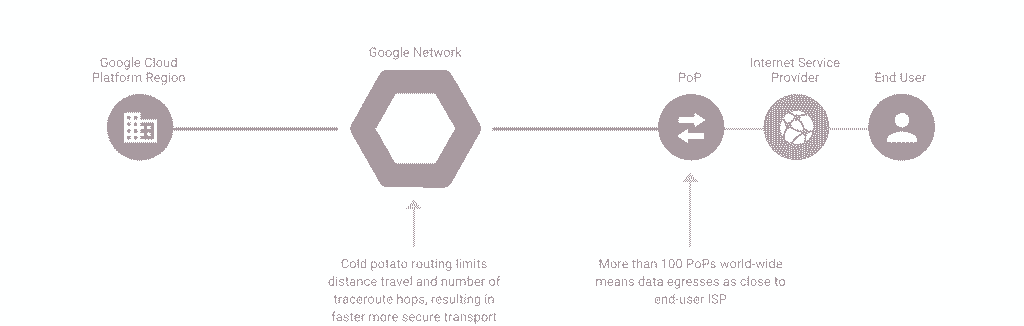 Google Cloud
Platform Region
Google Network
PoP
Internet Service
Provider
End User
Cold potato routing limits
distance travel and number of
traceroute hops, resulting in
faster more secure transport
More than 100 PoPs world-wide
means data egresses as close to
end-user ISP